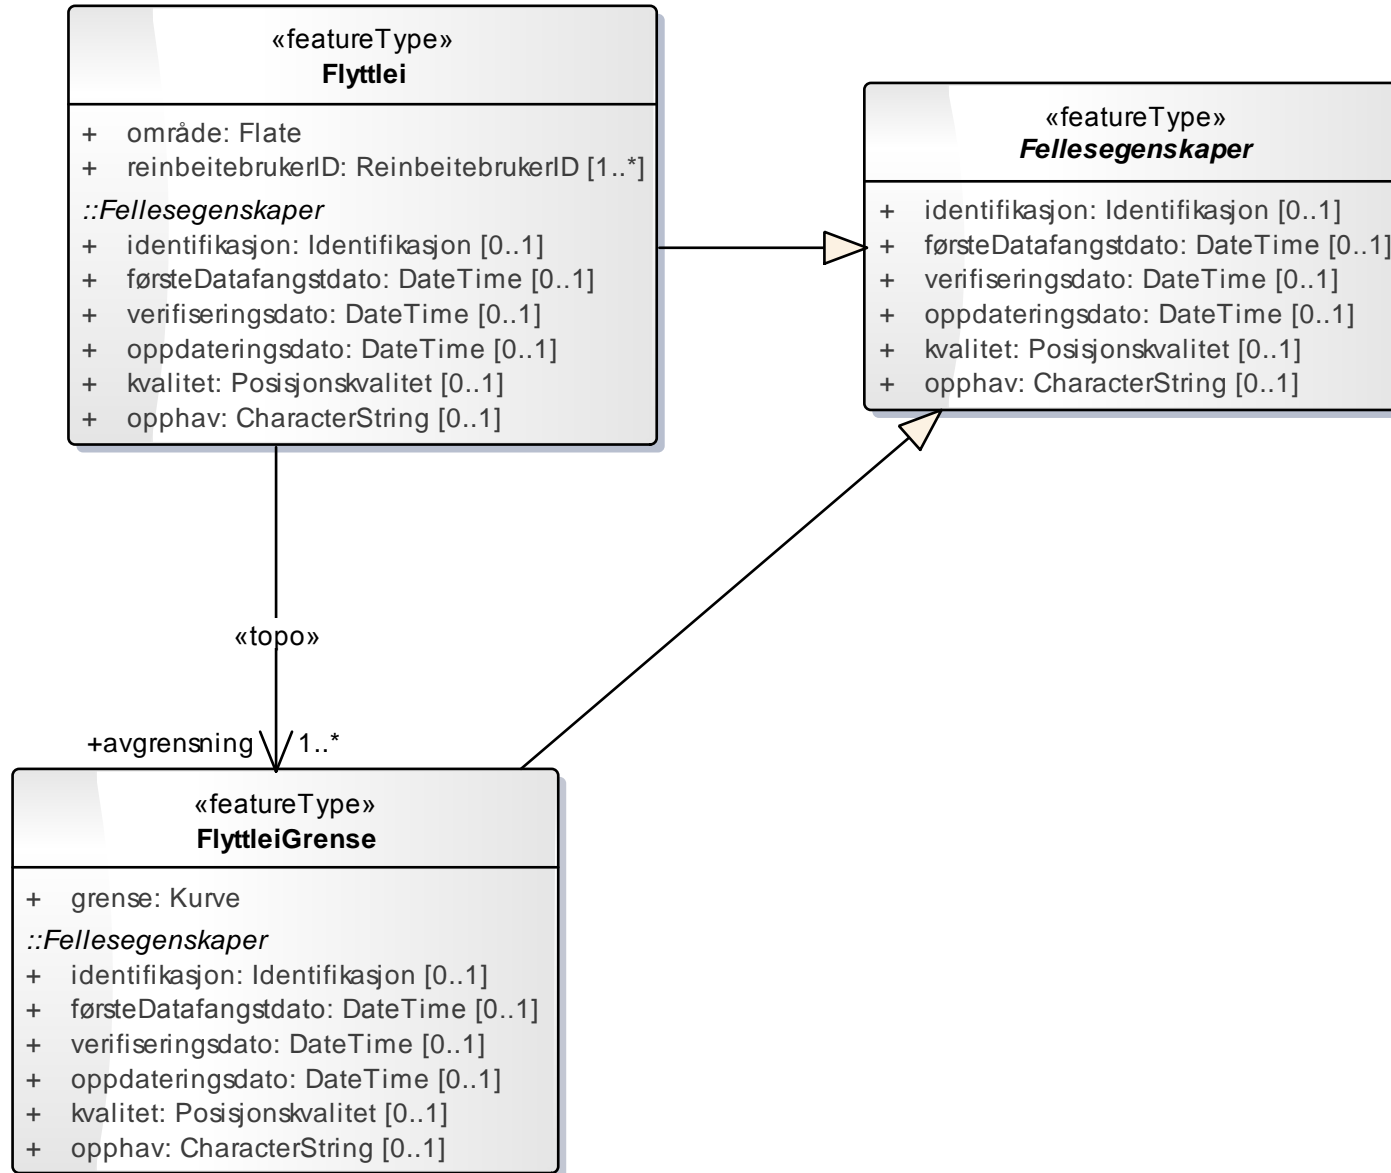 «featureType»
Flyttlei
+ område: Flate
+ reinbeitebrukerID: ReinbeitebrukerID [1..*]
::Fellesegenskaper
+ identifikasjon: Identifikasjon [0..1]
+ førsteDatafangstdato: DateTime [0..1]
+ verifiseringsdato: DateTime [0..1]
+ oppdateringsdato: DateTime [0..1]
+ kvalitet: Posisjonskvalitet [0..1]
+ opphav: CharacterString [0..1]
«featureType»
Fellesegenskaper
+ identifikasjon: Identifikasjon [0..1]
+ førsteDatafangstdato: DateTime [0..1]
+ verifiseringsdato: DateTime [0..1]
+ oppdateringsdato: DateTime [0..1]
+ kvalitet: Posisjonskvalitet [0..1]
+ opphav: CharacterString [0..1]
«topo»
+avgrensning 1..*
«featureType»
FlyttleiGrense
+ grense: Kurve
::Fellesegenskaper
+ identifikasjon: Identifikasjon [0..1]
+ førsteDatafangstdato: DateTime [0..1]
+ verifiseringsdato: DateTime [0..1]
+ oppdateringsdato: DateTime [0..1]
+ kvalitet: Posisjonskvalitet [0..1]
+ opphav: CharacterString [0..1]